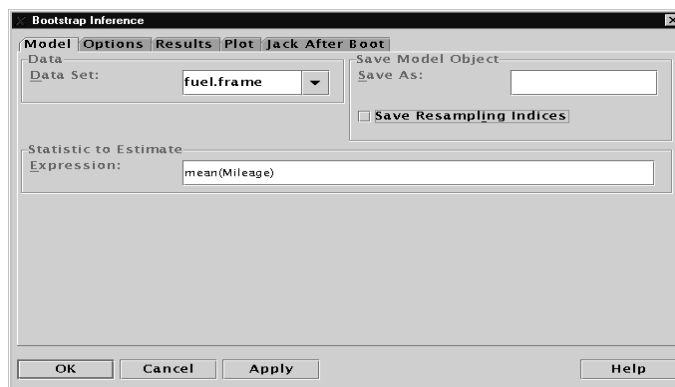 Bootstrap Inference
Model Options Results Plot Jack After Boot
Data
Data Set: fuel.frame
Save Model Object
Save As:
Save Resampling Indices
Statistic to Estimate
Expression: mean(Mileage)
OK Cancel Apply Help